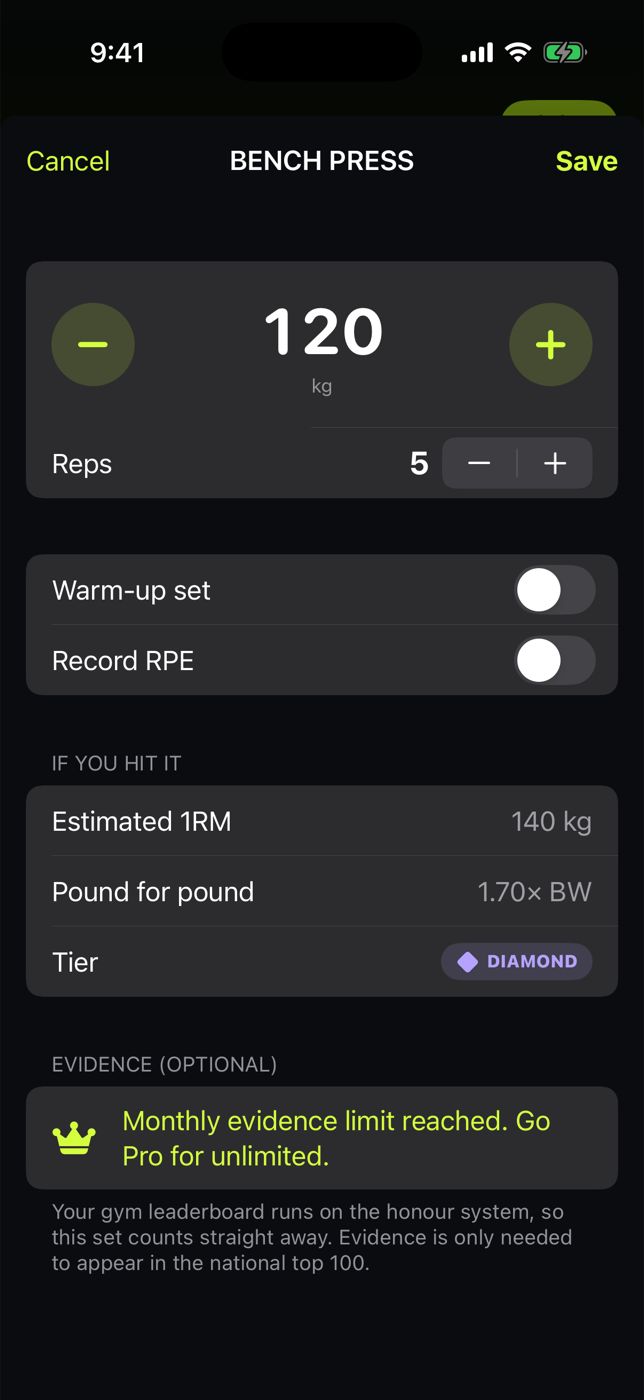 9:41
Cancel
BENCH PRESS
Save
120
kg
Reps
5
Warm-up set
Record RPE
IF YOU HIT IT
Estimated 1RM
140 kg
Pound for pound
1.70× BW
Tier
DIAMOND
EVIDENCE (OPTIONAL)
Monthly evidence limit reached. Go
Pro for unlimited.
Your gym leaderboard runs on the honour system, so
this set counts straight away. Evidence is only needed
to appear in the national top 100.